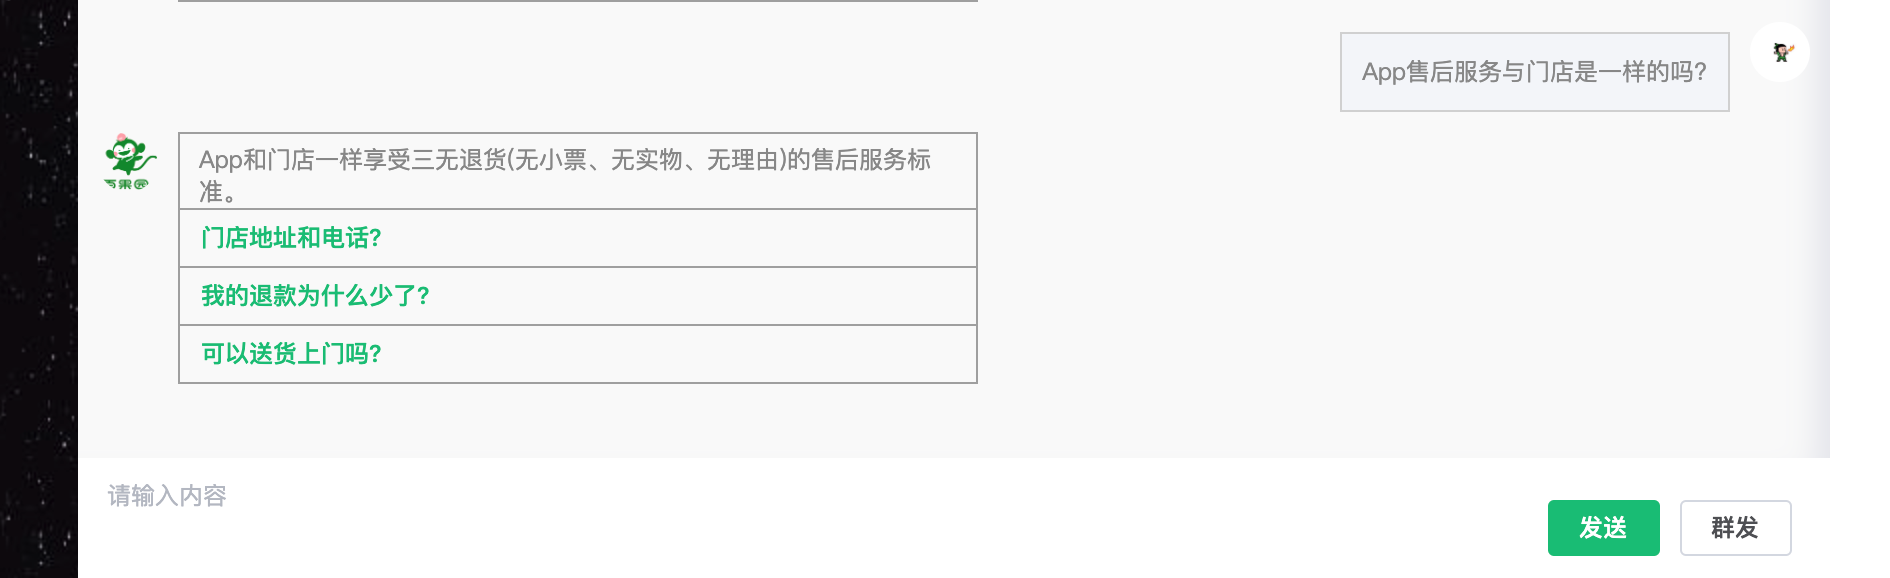 App售后服务与门店是一样的吗?
百果园
App和门店一样享受三无退货(无小票、无实物、无理由)的售后服务标
准。
门店地址和电话?
我的退款为什么少了?
可以送货上门吗?
请输入内容
发送
群发